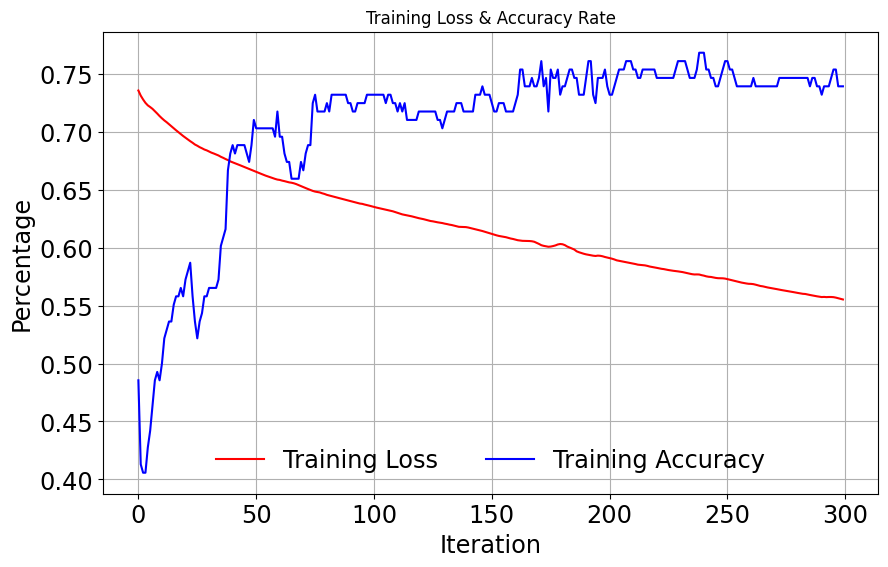 Training Loss & Accuracy Rate
Percentage
0.75
0.70
0.65
0.60
0.55
0.50
0.45
0.40
Training Loss
Training Accuracy
0 50 100 150 200 250 300
Iteration